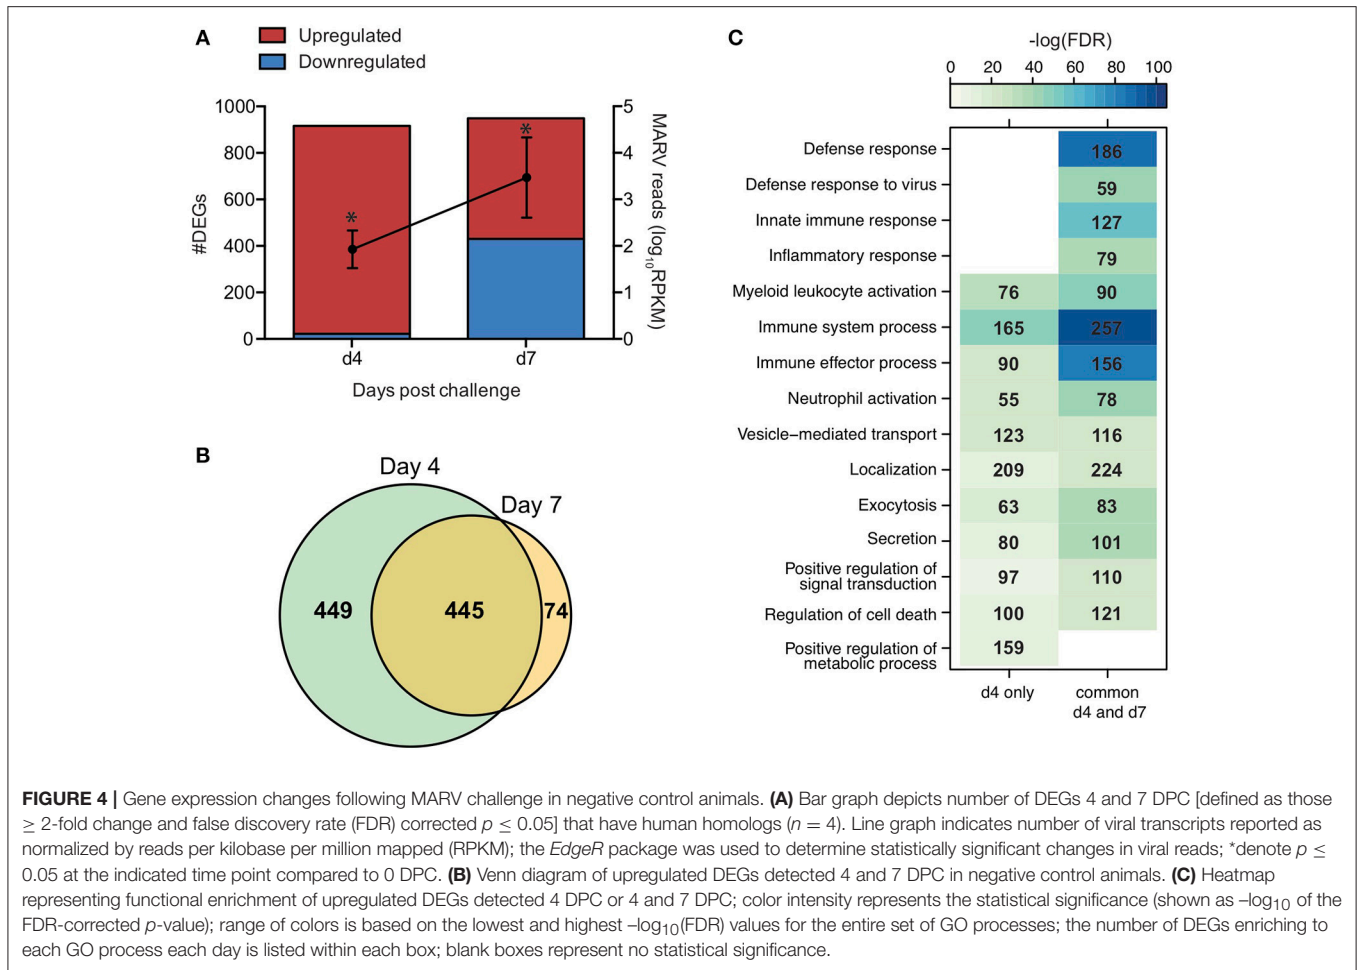 A
Upregulated
Downregulated
1000
800
600
400
200
0
#DEGs
5
4
3
2
1
0
MARV reads (log10RPKM)
*
*
d4
d7
Days post challenge
B
Day 4
Day 7
449
445
74
C
-log(FDR)
0 20 40 60 80 100
Defense response
186
Defense response to virus
59
Innate immune response
127
Inflammatory response
79
Myeloid leukocyte activation
76 90
Immune system process
165 257
Immune effector process
90 156
Neutrophil activation
55 78
Vesicle−mediated transport
123 116
Localization
209 224
Exocytosis
63 83
Secretion
80 101
Positive regulation of
signal transduction
97 110
Regulation of cell death
100 121
Positive regulation of
metabolic process
159
d4 only
common
d4 and d7
FIGURE 4 | Gene expression changes following MARV challenge in negative control animals. (A) Bar graph depicts number of DEGs 4 and 7 DPC [defined as those
≥ 2-fold change and false discovery rate (FDR) corrected p ≤ 0.05] that have human homologs (n = 4). Line graph indicates number of viral transcripts reported as
normalized by reads per kilobase per million mapped (RPKM); the EdgeR package was used to determine statistically significant changes in viral reads; *denote p ≤
0.05 at the indicated time point compared to 0 DPC. (B) Venn diagram of upregulated DEGs detected 4 and 7 DPC in negative control animals. (C) Heatmap
representing functional enrichment of upregulated DEGs detected 4 DPC or 4 and 7 DPC; color intensity represents the statistical significance (shown as –log10 of the
FDR-corrected p-value); range of colors is based on the lowest and highest –log10(FDR) values for the entire set of GO processes; the number of DEGs enriching to
each GO process each day is listed within each box; blank boxes represent no statistical significance.